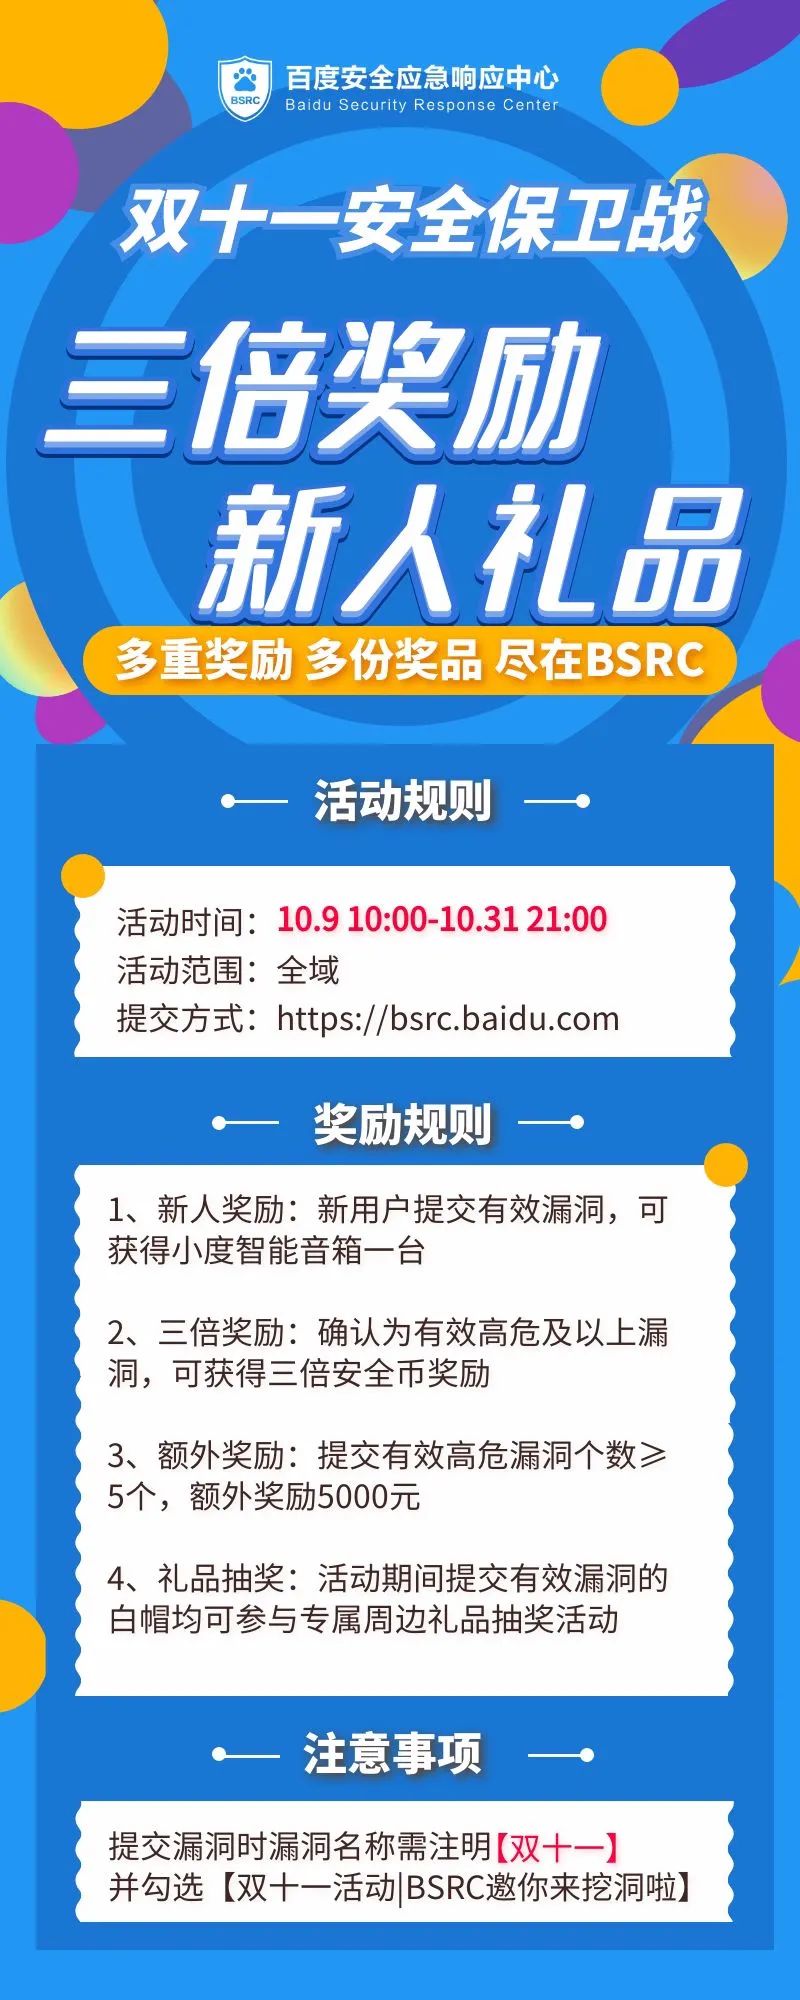 百度安全应急响应中心
BSRC
Baidu Security Response Center
双十一安全保卫战
三倍奖励
新人礼品
多重奖励 多份奖品 尽在BSRC
活动规则
活动时间：10.9 10:00-10.31 21:00
活动范围：全域
提交方式：https://bsrc.baidu.com
奖励规则
1、新人奖励：新用户提交有效漏洞，可
获得小度智能音箱一台
2、三倍奖励：确认为有效高危及以上漏
洞，可获得三倍安全币奖励
3、额外奖励：提交有效高危漏洞个数≥
5个，额外奖励5000元
4、礼品抽奖：活动期间提交有效漏洞的
白帽均可参与专属周边礼品抽奖活动
注意事项
提交漏洞时漏洞名称需注明【双十一】
并勾选【双十一活动|BSRC邀你来挖洞啦】